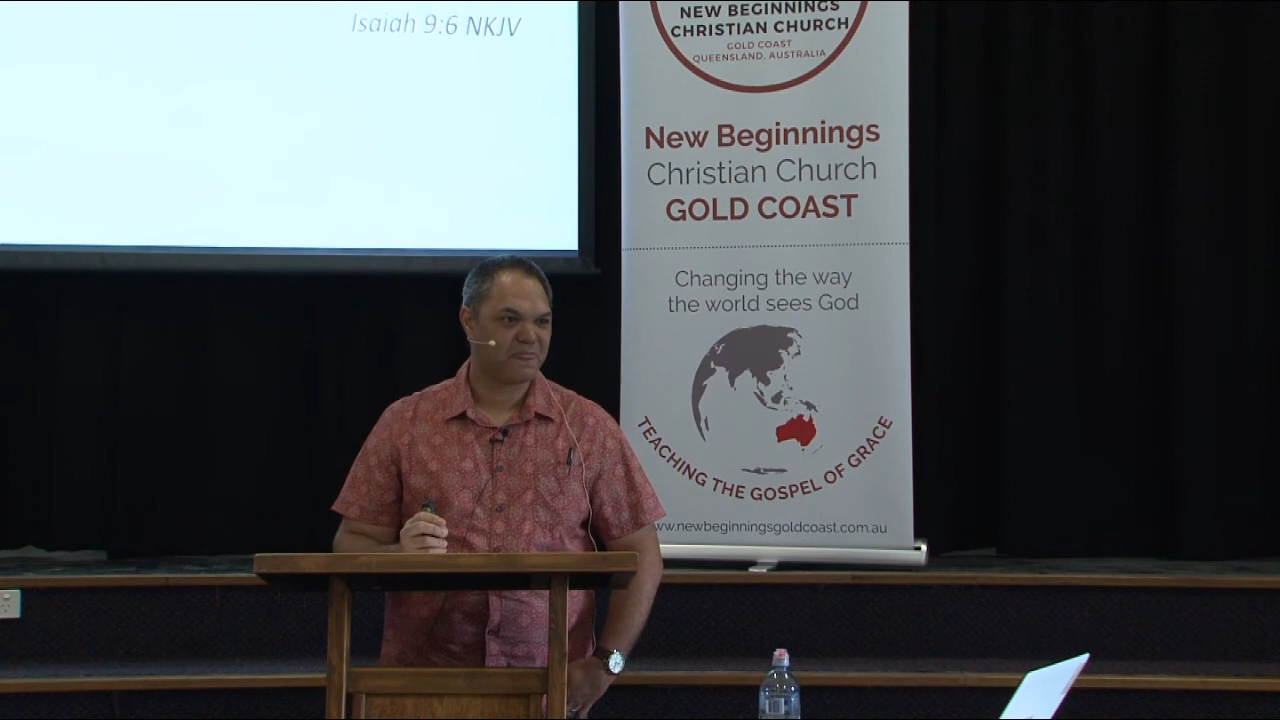 Isaiah 9:6 NKJV
NEW BEGINNINGS
CHRISTIAN CHURCH
GOLD COAST
QUEENSLAND, AUSTRALIA
New Beginnings
Christian Church
GOLD COAST
Changing the way
the world sees God
TEACHING THE GOSPEL OF GRACE
www.newbeginningsgoldcoast.com.au